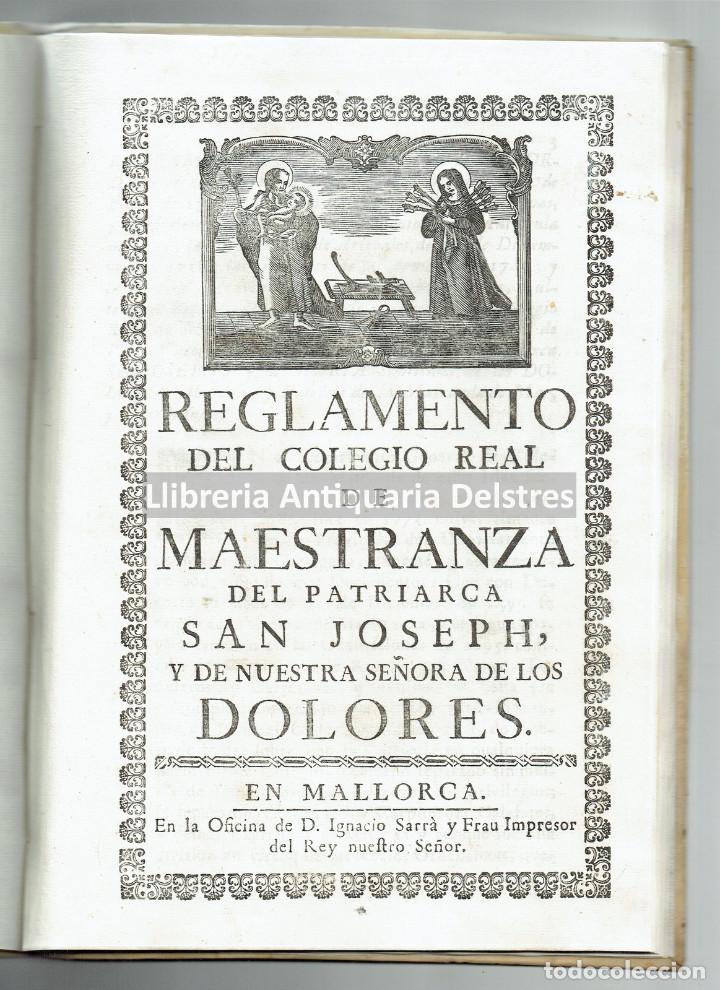 REGLAMENTO
DEL COLEGIO REAL
DE
Llibreria Antiquaria Delstres
MAESTRANZA
DEL PATRIARCA
SAN JOSEPH,
Y DE NUESTRA SEÑORA DE LOS
DOLORES.
EN MALLORCA.
En la Oficina de D. Ignacio Sarrà y Frau Impresor
del Rey nueſtro Señor.
todocoleccion